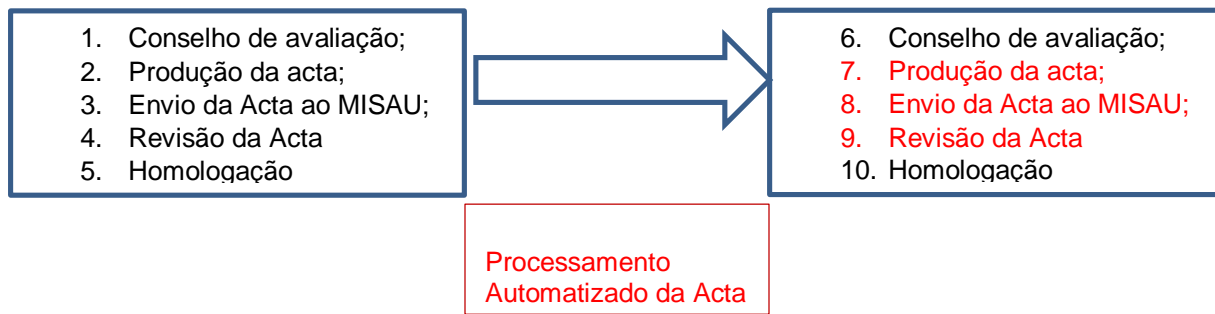 1. Conselho de avaliação;
2. Produção da acta;
3. Envio da Acta ao MISAU;
4. Revisão da Acta
5. Homologação
6. Conselho de avaliação;
7. Produção da acta;
8. Envio da Acta ao MISAU;
9. Revisão da Acta
10. Homologação
Processamento
Automatizado da Acta